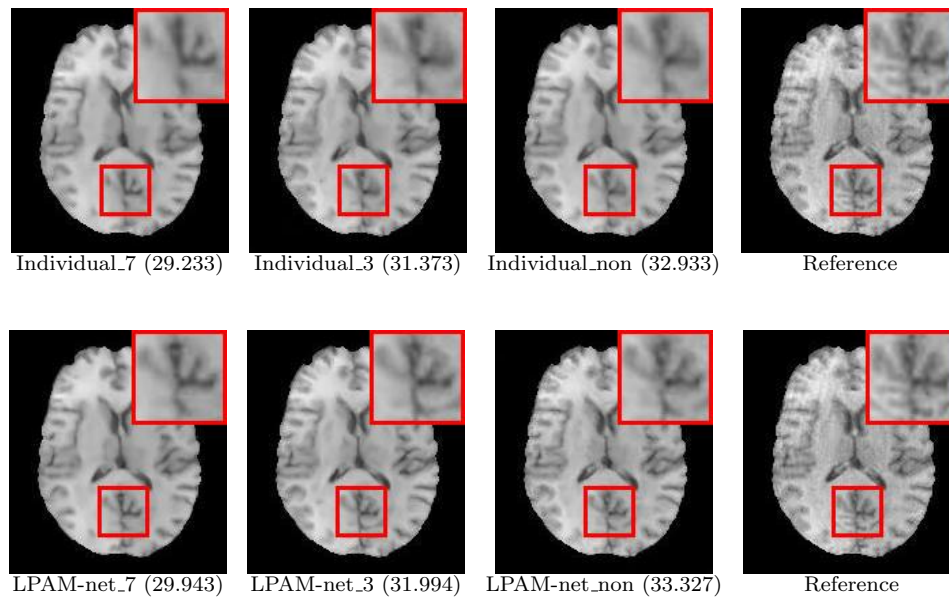 Individual_7 (29.233)
Individual_3 (31.373)
Individual_non (32.933)
Reference
LPAM-net_7 (29.943)
LPAM-net_3 (31.994)
LPAM-net_non (33.327)
Reference